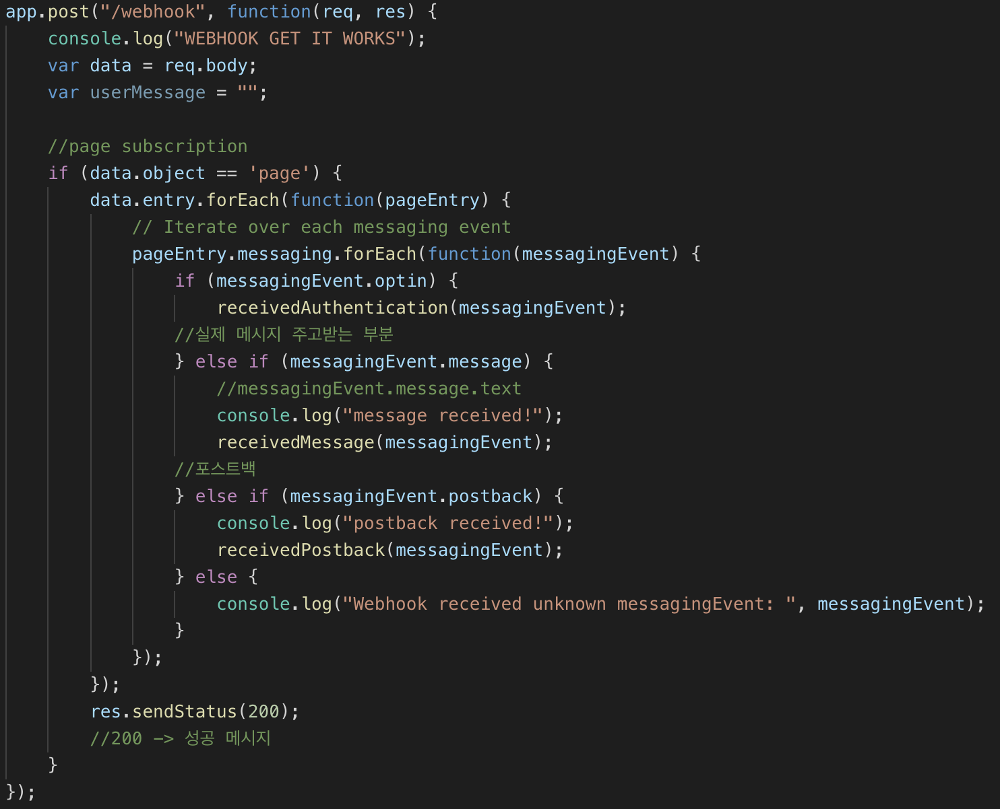 app.post("/webhook", function(req, res) {
    console.log("WEBHOOK GET IT WORKS");
    var data = req.body;
    var userMessage = "";

    //page subscription
    if (data.object == 'page') {
        data.entry.forEach(function(pageEntry) {
            // Iterate over each messaging event
            pageEntry.messaging.forEach(function(messagingEvent) {
                if (messagingEvent.optin) {
                    receivedAuthentication(messagingEvent);
                //실제 메시지 주고받는 부분
                } else if (messagingEvent.message) {
                    //messagingEvent.message.text
                    console.log("message received!");
                    receivedMessage(messagingEvent);
                //포스트백
                } else if (messagingEvent.postback) {
                    console.log("postback received!");
                    receivedPostback(messagingEvent);
                } else {
                    console.log("Webhook received unknown messagingEvent: ", messagingEvent);
                }
            });
        });
        res.sendStatus(200);
        //200 -> 성공 메시지
    }
});